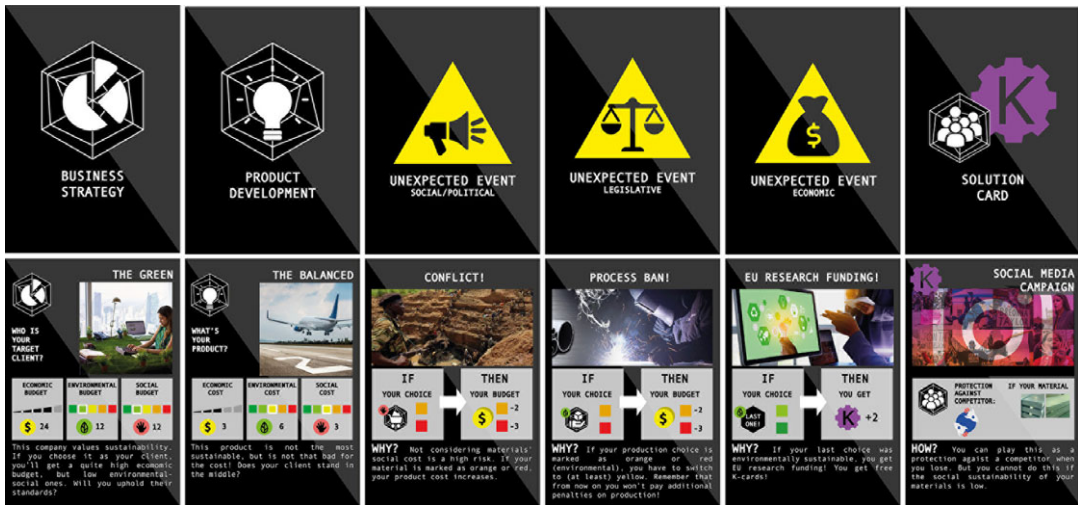 BUSINESS
STRATEGY
PRODUCT
DEVELOPMENT
UNEXPECTED EVENT
SOCIAL/POLITICAL
UNEXPECTED EVENT
LEGISLATIVE
$
UNEXPECTED EVENT
ECONOMIC
K
SOLUTION
CARD
THE GREEN
WHO IS
YOUR
TARGET
CLIENT?
ECONOMIC
BUDGET
ENVIRONMENTAL
BUDGET
SOCIAL
BUDGET
$ 24
12
12
This company values sustainability.
If you choose it as your client,
you'll get a quite high economic
budget, but low environmental-
social ones. Will you uphold their
standards?
THE BALANCED
WHAT'S
YOUR
PRODUCT?
ECONOMIC
COST
ENVIRONMENTAL
COST
SOCIAL
COST
$ 3
6
3
This product is not the most
sustainable, but is not that bad for
the cost! Does your client stand in
the middle?
CONFLICT!
IF
YOUR CHOICE
THEN
YOUR BUDGET
$ -2
-3
WHY? Not considering materials'
social cost is a high risk. If your
material is marked as orange or red,
your product cost increases.
PROCESS BAN!
IF
YOUR CHOICE
THEN
YOUR BUDGET
$ -2
-3
WHY? If your production choice is
marked as orange or red
(environmental), you have to switch
to (at least) yellow. Remember that
from now on you won't pay additional
penalties on production!
EU RESEARCH FUNDING!
IF
YOUR CHOICE
LAST
ONE!
THEN
YOU GET
K +2
WHY? If your last choice was
environmentally sustainable, you get
EU research funding! You get free
K-cards!
K
SOCIAL MEDIA
CAMPAIGN
PROTECTION
AGAINST
COMPETITOR:
IF YOUR MATERIAL
HOW? You can play this as a
protection against a competitor when
you lose. But you cannot do this if
the social sustainability of your
materials is low.